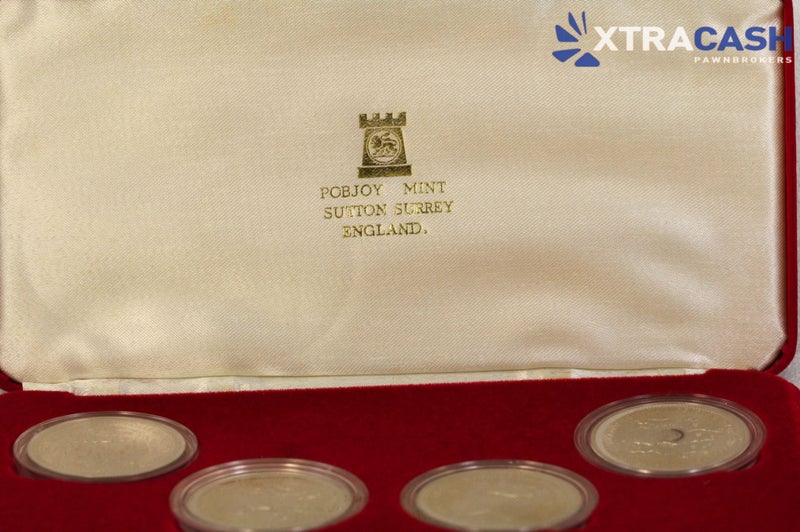 XTRACASH
PAWNBROKERS
POBJOY MINT
SUTTON SURREY
ENGLAND.